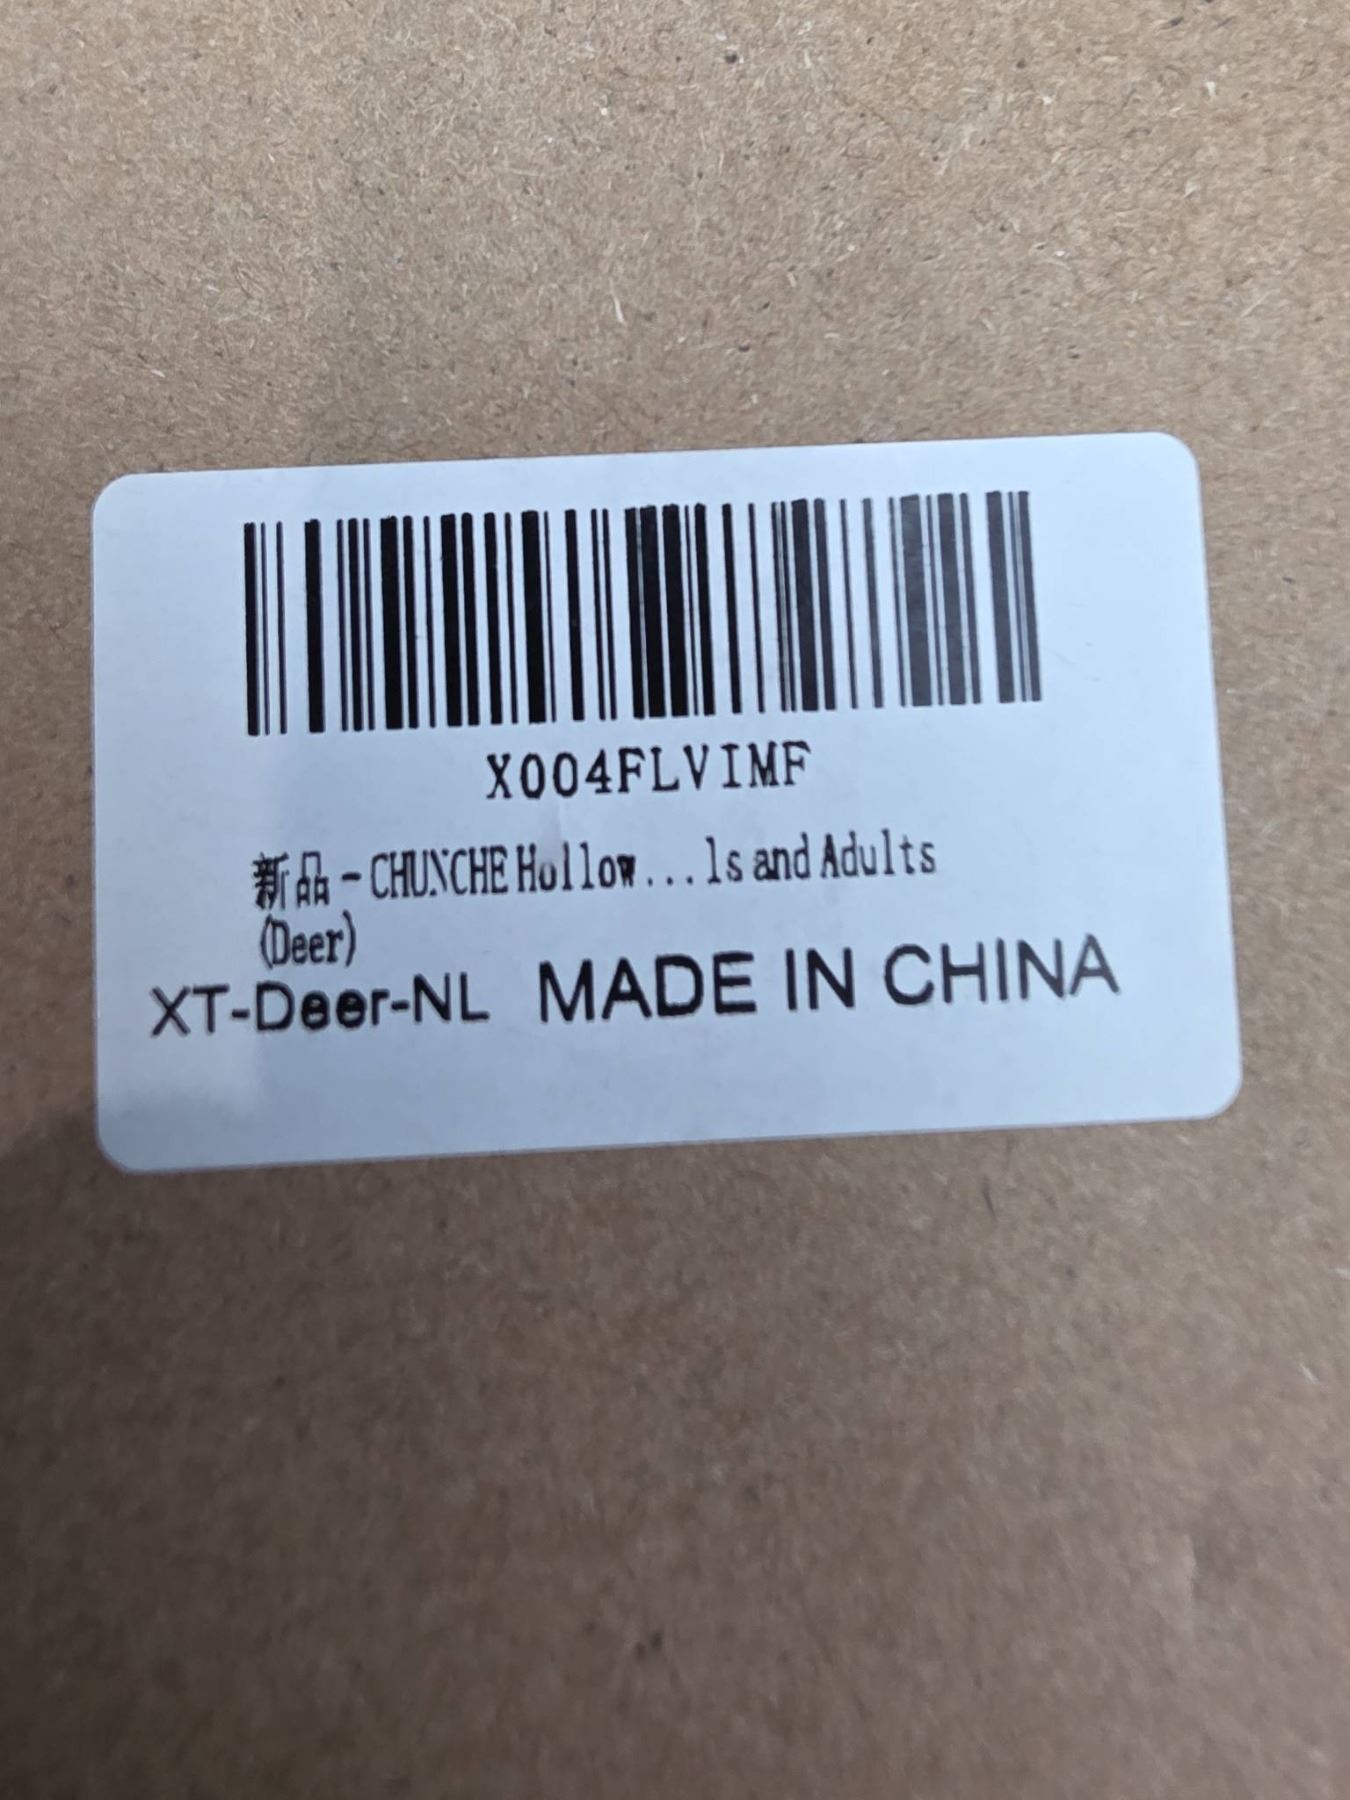 X004FLVIMF
新品 - CHUNCHE Hollow...ls and Adults
(Deer)
XT-Deer-NL MADE IN CHINA